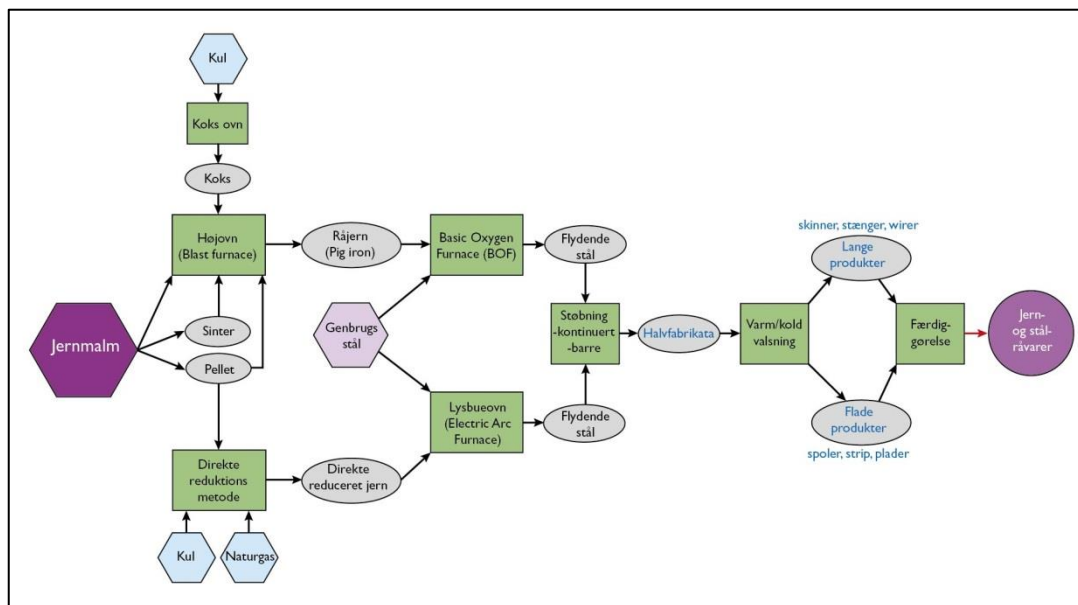 Kul
Koks ovn
Koks
Højovn
(Blast furnace)
Råjern
(Pig iron)
Basic Oxygen
Furnace (BOF)
Flydende
stål
skinner, stænger, wirer
Lange
produkter
Jernmalm
Sinter
Pellet
Genbrugs
stål
Støbning
-kontinuert
-barre
Halvfabrikata
Varm/kold
valsning
Færdig-
gørelse
Jern-
og stål-
råvarer
Lysbueovn
(Electric Arc
Furnace)
Flydende
stål
Flade
produkter
spoler, strip, plader
Direkte
reduktions
metode
Direkte
reduceret jern
Kul
Naturgas